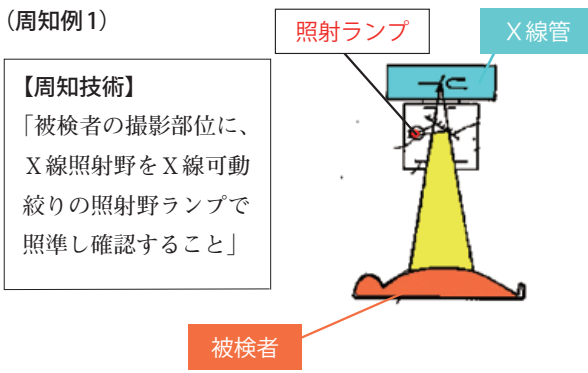 （周知例1）
照射ランプ
X線管
【周知技術】
「被検者の撮影部位に、
X線照射野をX線可動
絞りの照射野ランプで
照準し確認すること」
被検者